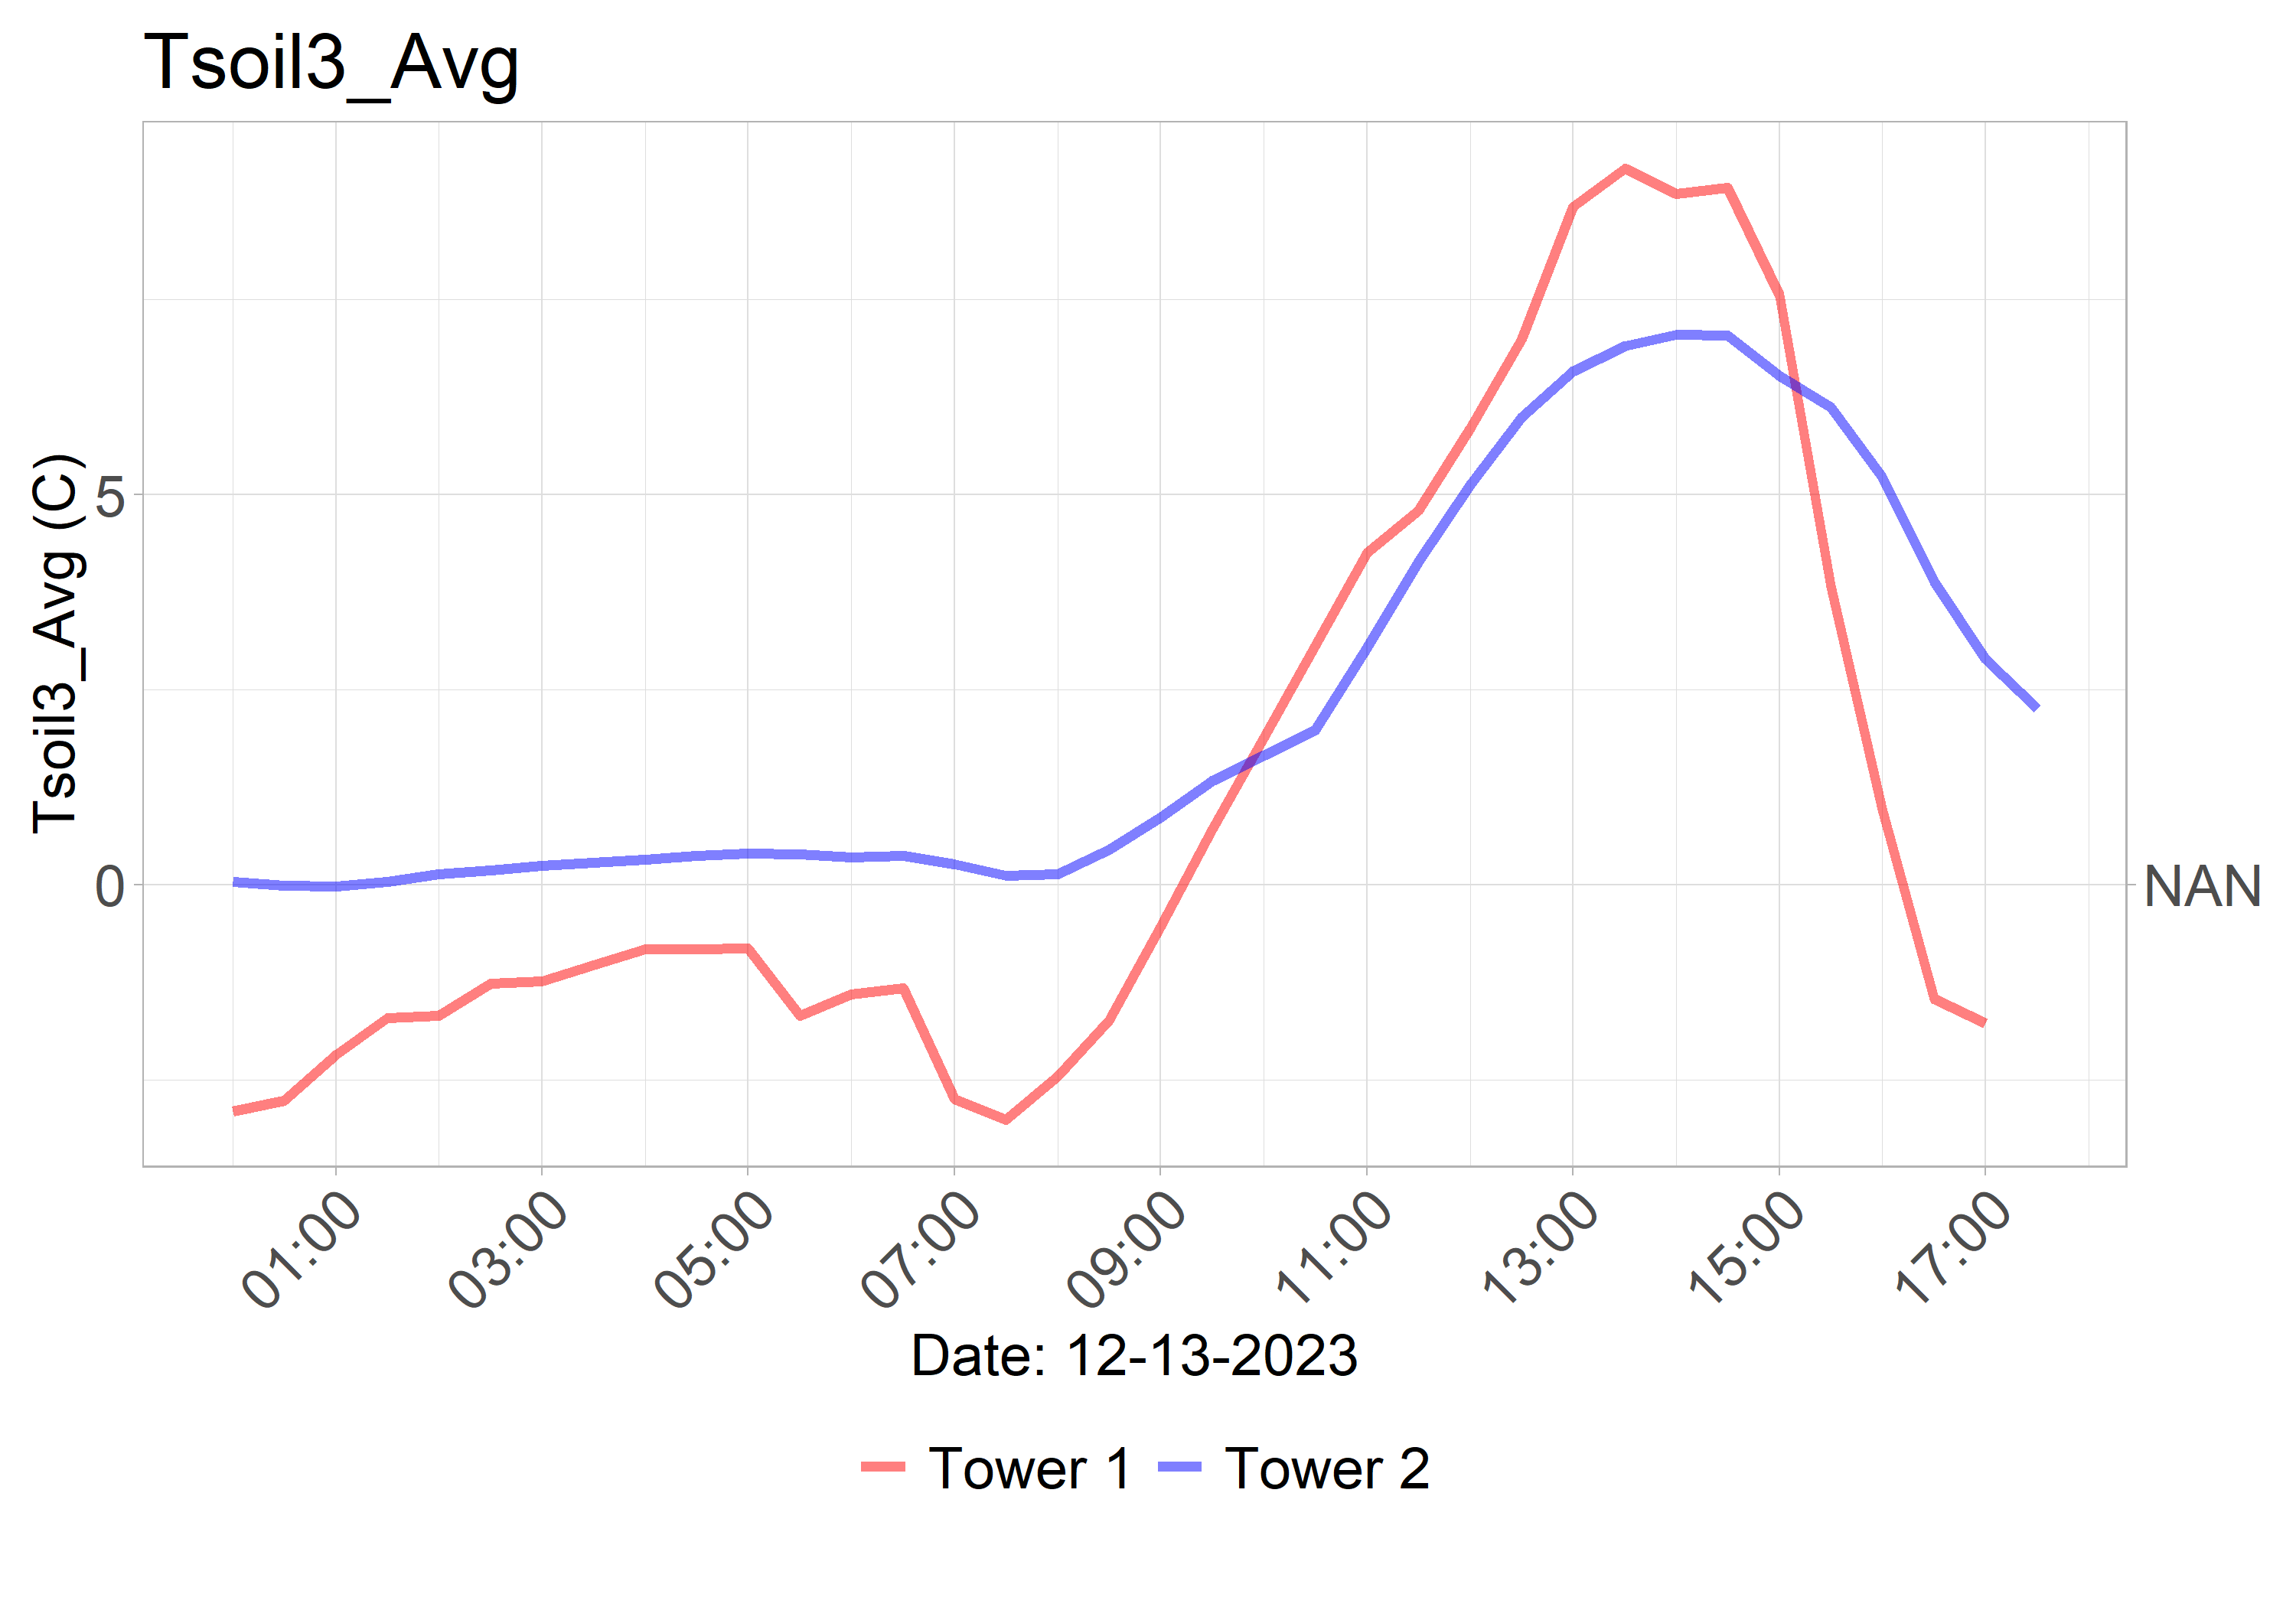 Tsoil3_Avg
Tsoil3_Avg (C)
5
0
NAN
01:00 03:00 05:00 07:00 09:00 11:00 13:00 15:00 17:00
Date: 12-13-2023
Tower 1 Tower 2